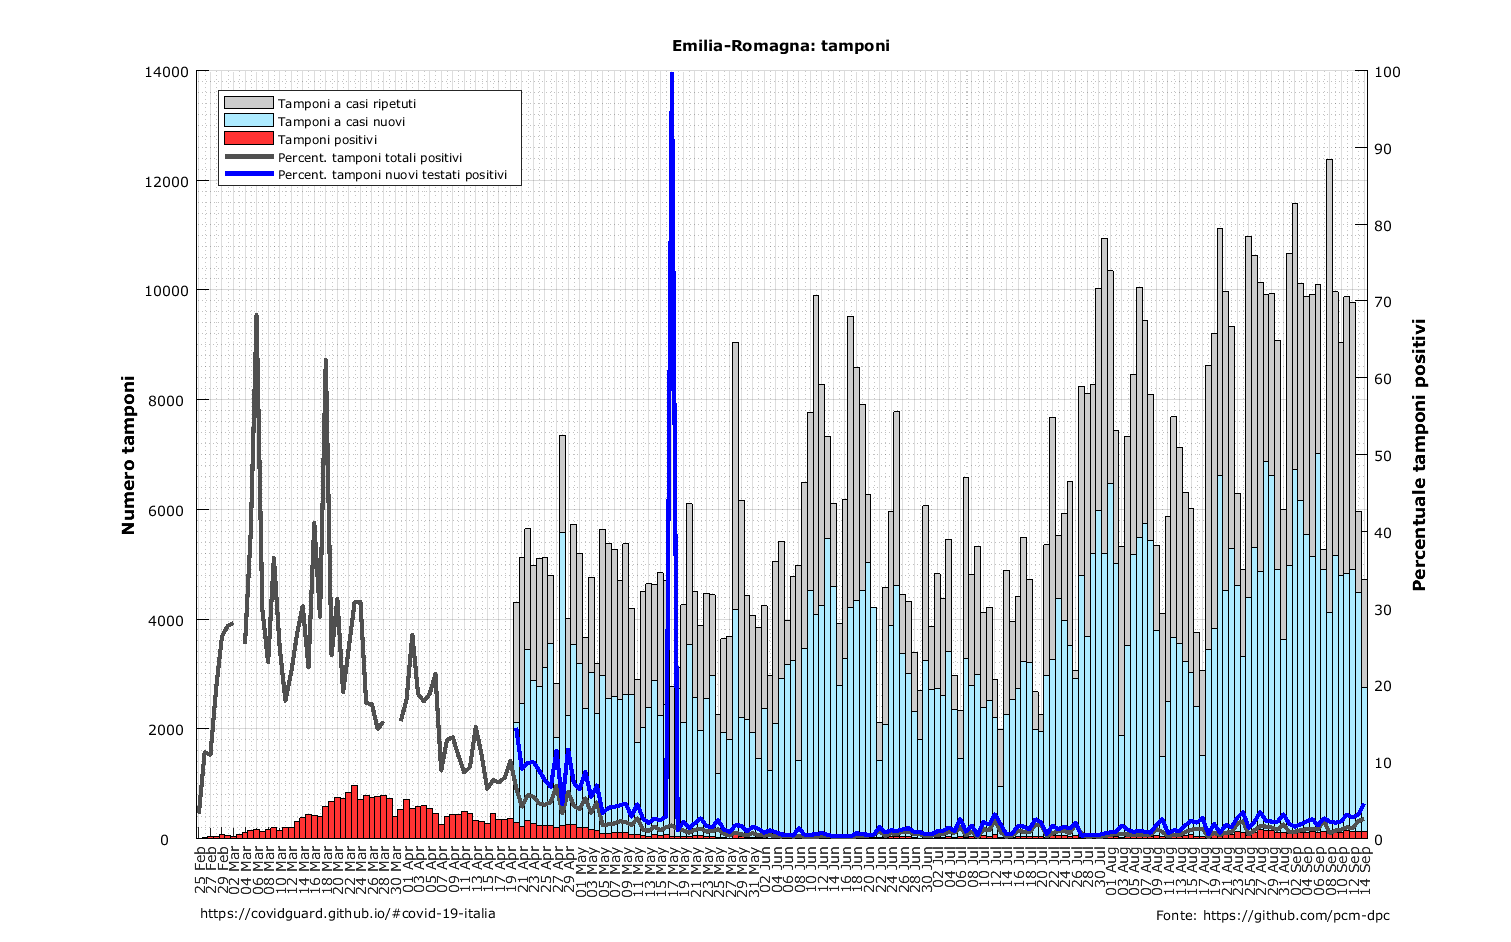 Emilia-Romagna: tamponi
Tamponi a casi ripetuti
Tamponi a casi nuovi
Tamponi positivi
Percent. tamponi totali positivi
Percent. tamponi nuovi testati positivi
Numero tamponi
14000
12000
10000
8000
6000
4000
2000
0
100
90
80
70
60
50
40
30
20
10
0
Percentuale tamponi positivi
25 Feb
27 Feb
29 Feb
02 Mar
04 Mar
06 Mar
08 Mar
10 Mar
12 Mar
14 Mar
16 Mar
18 Mar
20 Mar
22 Mar
24 Mar
26 Mar
28 Mar
30 Mar
01 Apr
03 Apr
05 Apr
07 Apr
09 Apr
11 Apr
13 Apr
15 Apr
17 Apr
19 Apr
21 Apr
23 Apr
25 Apr
27 Apr
29 Apr
01 May
03 May
05 May
07 May
09 May
11 May
13 May
15 May
17 May
19 May
21 May
23 May
25 May
27 May
29 May
31 May
02 Jun
04 Jun
06 Jun
08 Jun
10 Jun
12 Jun
14 Jun
16 Jun
18 Jun
20 Jun
22 Jun
24 Jun
26 Jun
28 Jun
30 Jun
02 Jul
04 Jul
06 Jul
08 Jul
10 Jul
12 Jul
14 Jul
16 Jul
18 Jul
20 Jul
22 Jul
24 Jul
26 Jul
28 Jul
30 Jul
01 Aug
03 Aug
05 Aug
07 Aug
09 Aug
11 Aug
13 Aug
15 Aug
17 Aug
19 Aug
21 Aug
23 Aug
25 Aug
27 Aug
29 Aug
31 Aug
02 Sep
04 Sep
06 Sep
08 Sep
10 Sep
12 Sep
14 Sep
https://covidguard.github.io/#covid-19-italia
Fonte: https://github.com/pcm-dpc